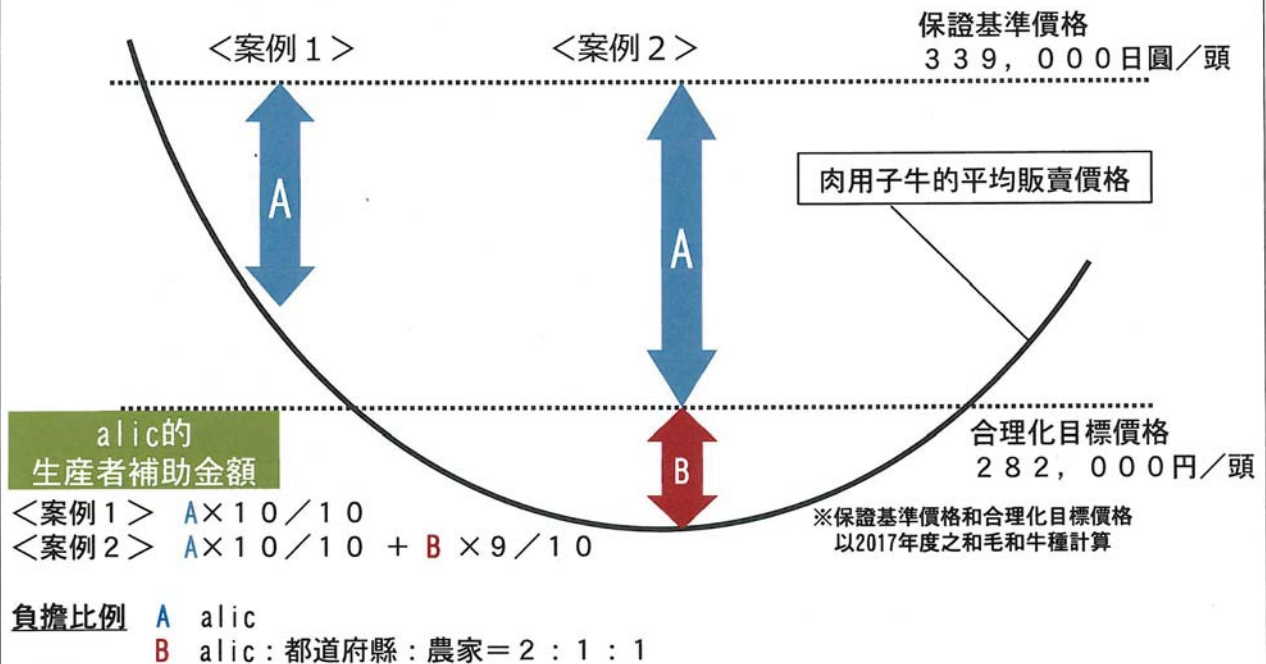 保證基準價格
３３９，０００日圓／頭
＜案例１＞
＜案例２＞
A
A
肉用子牛的平均販賣價格
B
合理化目標價格
２８２，０００円／頭
※保證基準價格和合理化目標價格
以2017年度之和毛和牛種計算
alic的
生産者補助金額
＜案例１＞ A×１０／１０
＜案例２＞ A×１０／１０ + B ×９／１０
負擔比例 A alic
B alic：都道府縣：農家＝２：１：１